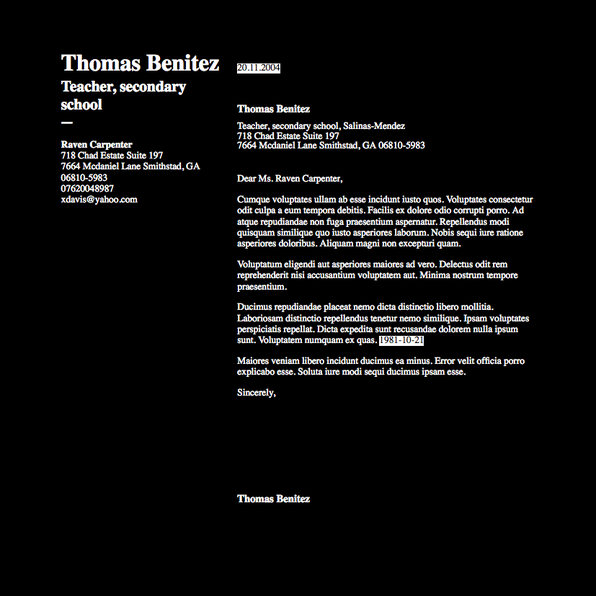 Thomas Benitez
Teacher, secondary
school
—
Raven Carpenter
718 Chad Estate Suite 197
7664 Mcdaniel Lane Smithstad, GA
06810-5983
07620048987
xdavis@yahoo.com
20.11.2004
Thomas Benitez
Teacher, secondary school, Salinas-Mendez
718 Chad Estate Suite 197
7664 Mcdaniel Lane Smithstad, GA 06810-5983
Dear Ms. Raven Carpenter,
Cumque voluptates ullam ab esse incidunt iusto quos. Voluptates consectetur
odit culpa a eum tempora debitis. Facilis ex dolore odio corrupti porro. Ad
atque repudiandae non fuga praesentium aspernatur. Repellendus modi
quisquam similique quo iusto asperiores laborum. Nobis sequi iure ratione
asperiores doloribus. Aliquam magni non excepturi quam.
Voluptatum eligendi aut asperiores maiores ad vero. Delectus odit rem
reprehenderit nisi accusantium voluptatem aut. Minima nostrum tempore
praesentium.
Ducimus repudiandae placeat nemo dicta distinctio libero mollitia.
Laboriosam distinctio repellendus tenetur nemo similique. Ipsam voluptates
perspiciatis repellat. Dicta expedita sunt recusandae dolorem nulla ipsum
sunt. Voluptatem numquam ex quas. 1981-10-21
Maiores veniam libero incidunt ducimus ea minus. Error velit officia porro
explicabo esse. Soluta iure modi sequi ducimus ipsam esse.
Sincerely,
Thomas Benitez